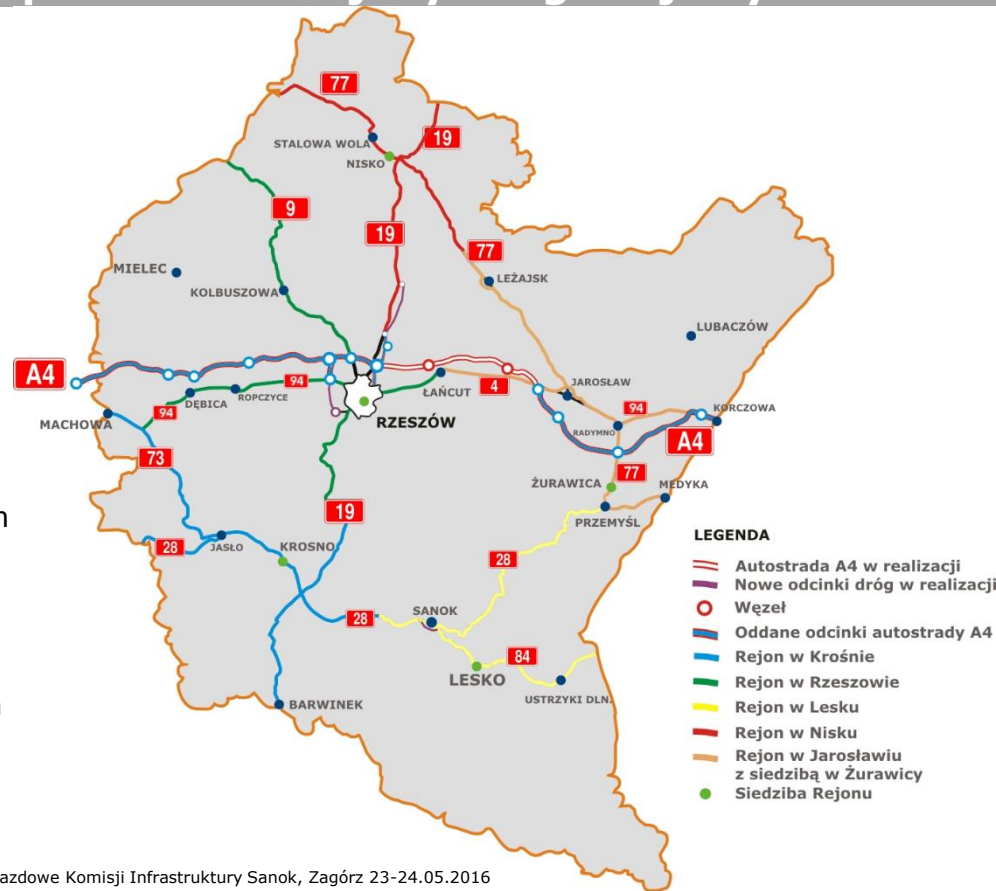 77
STALOWA WOLA
19
NISKO
9
19
77
MIELEC
LEŻAJSK
KOLBUSZOWA
LUBACZÓW
A4
94
4
ŁAŃCUT
JAROSŁAW
DĘBICA
ROPCZYCE
94
94
KORCZOWA
MACHOWA
RZESZÓW
RADYMNO
A4
73
77
ŻURAWICA
MEDYKA
19
PRZEMYŚL
28
JASŁO
KROSNO
28
28
SANOK
84
LESKO
USTRZYKI DLN.
BARWINEK
LEGENDA
Autostrada A4 w realizacji
Nowe odcinki dróg w realizacji
Węzeł
Oddane odcinki autostrady A4
Rejon w Krośnie
Rejon w Rzeszowie
Rejon w Lesku
Rejon w Nisku
Rejon w Jarosławiu
z siedzibą w Żurawicy
Siedziba Rejonu
azdowe Komisji Infrastruktury Sanok, Zagórz 23-24.05.2016